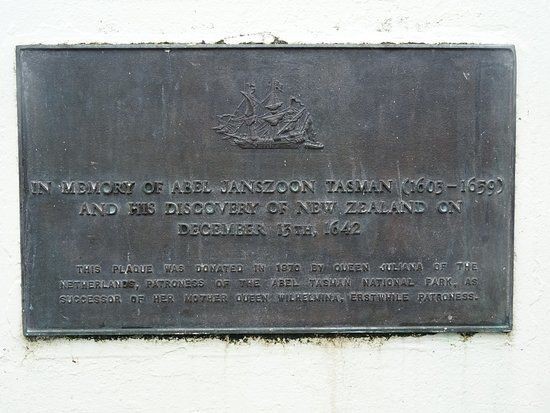 IN MEMORY OF ABEL JANSZOON TASMAN (1603–1659)
AND HIS DISCOVERY OF NEW ZEALAND ON
DECEMBER 13TH, 1642
THIS PLAQUE WAS DONATED IN 1970 BY QUEEN JULIANA OF THE
NETHERLANDS, PATRONESS OF THE ABEL TASMAN NATIONAL PARK, AS
SUCCESSOR OF HER MOTHER QUEEN WILHELMINA, ERSTWHILE PATRONESS.